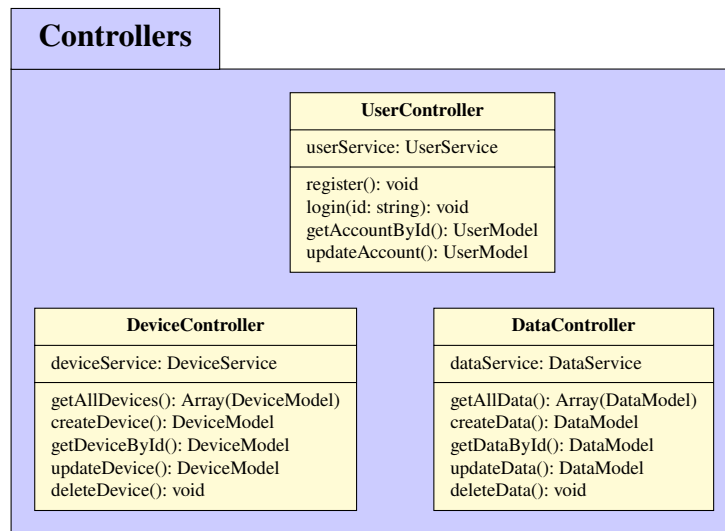 Controllers
UserController
userService: UserService
register(): void
login(id: string): void
getAccountById(): UserModel
updateAccount(): UserModel
DeviceController
deviceService: DeviceService
getAllDevices(): Array(DeviceModel)
createDevice(): DeviceModel
getDeviceById(): DeviceModel
updateDevice(): DeviceModel
deleteDevice(): void
DataController
dataService: DataService
getAllData(): Array(DataModel)
createData(): DataModel
getDataById(): DataModel
updateData(): DataModel
deleteData(): void